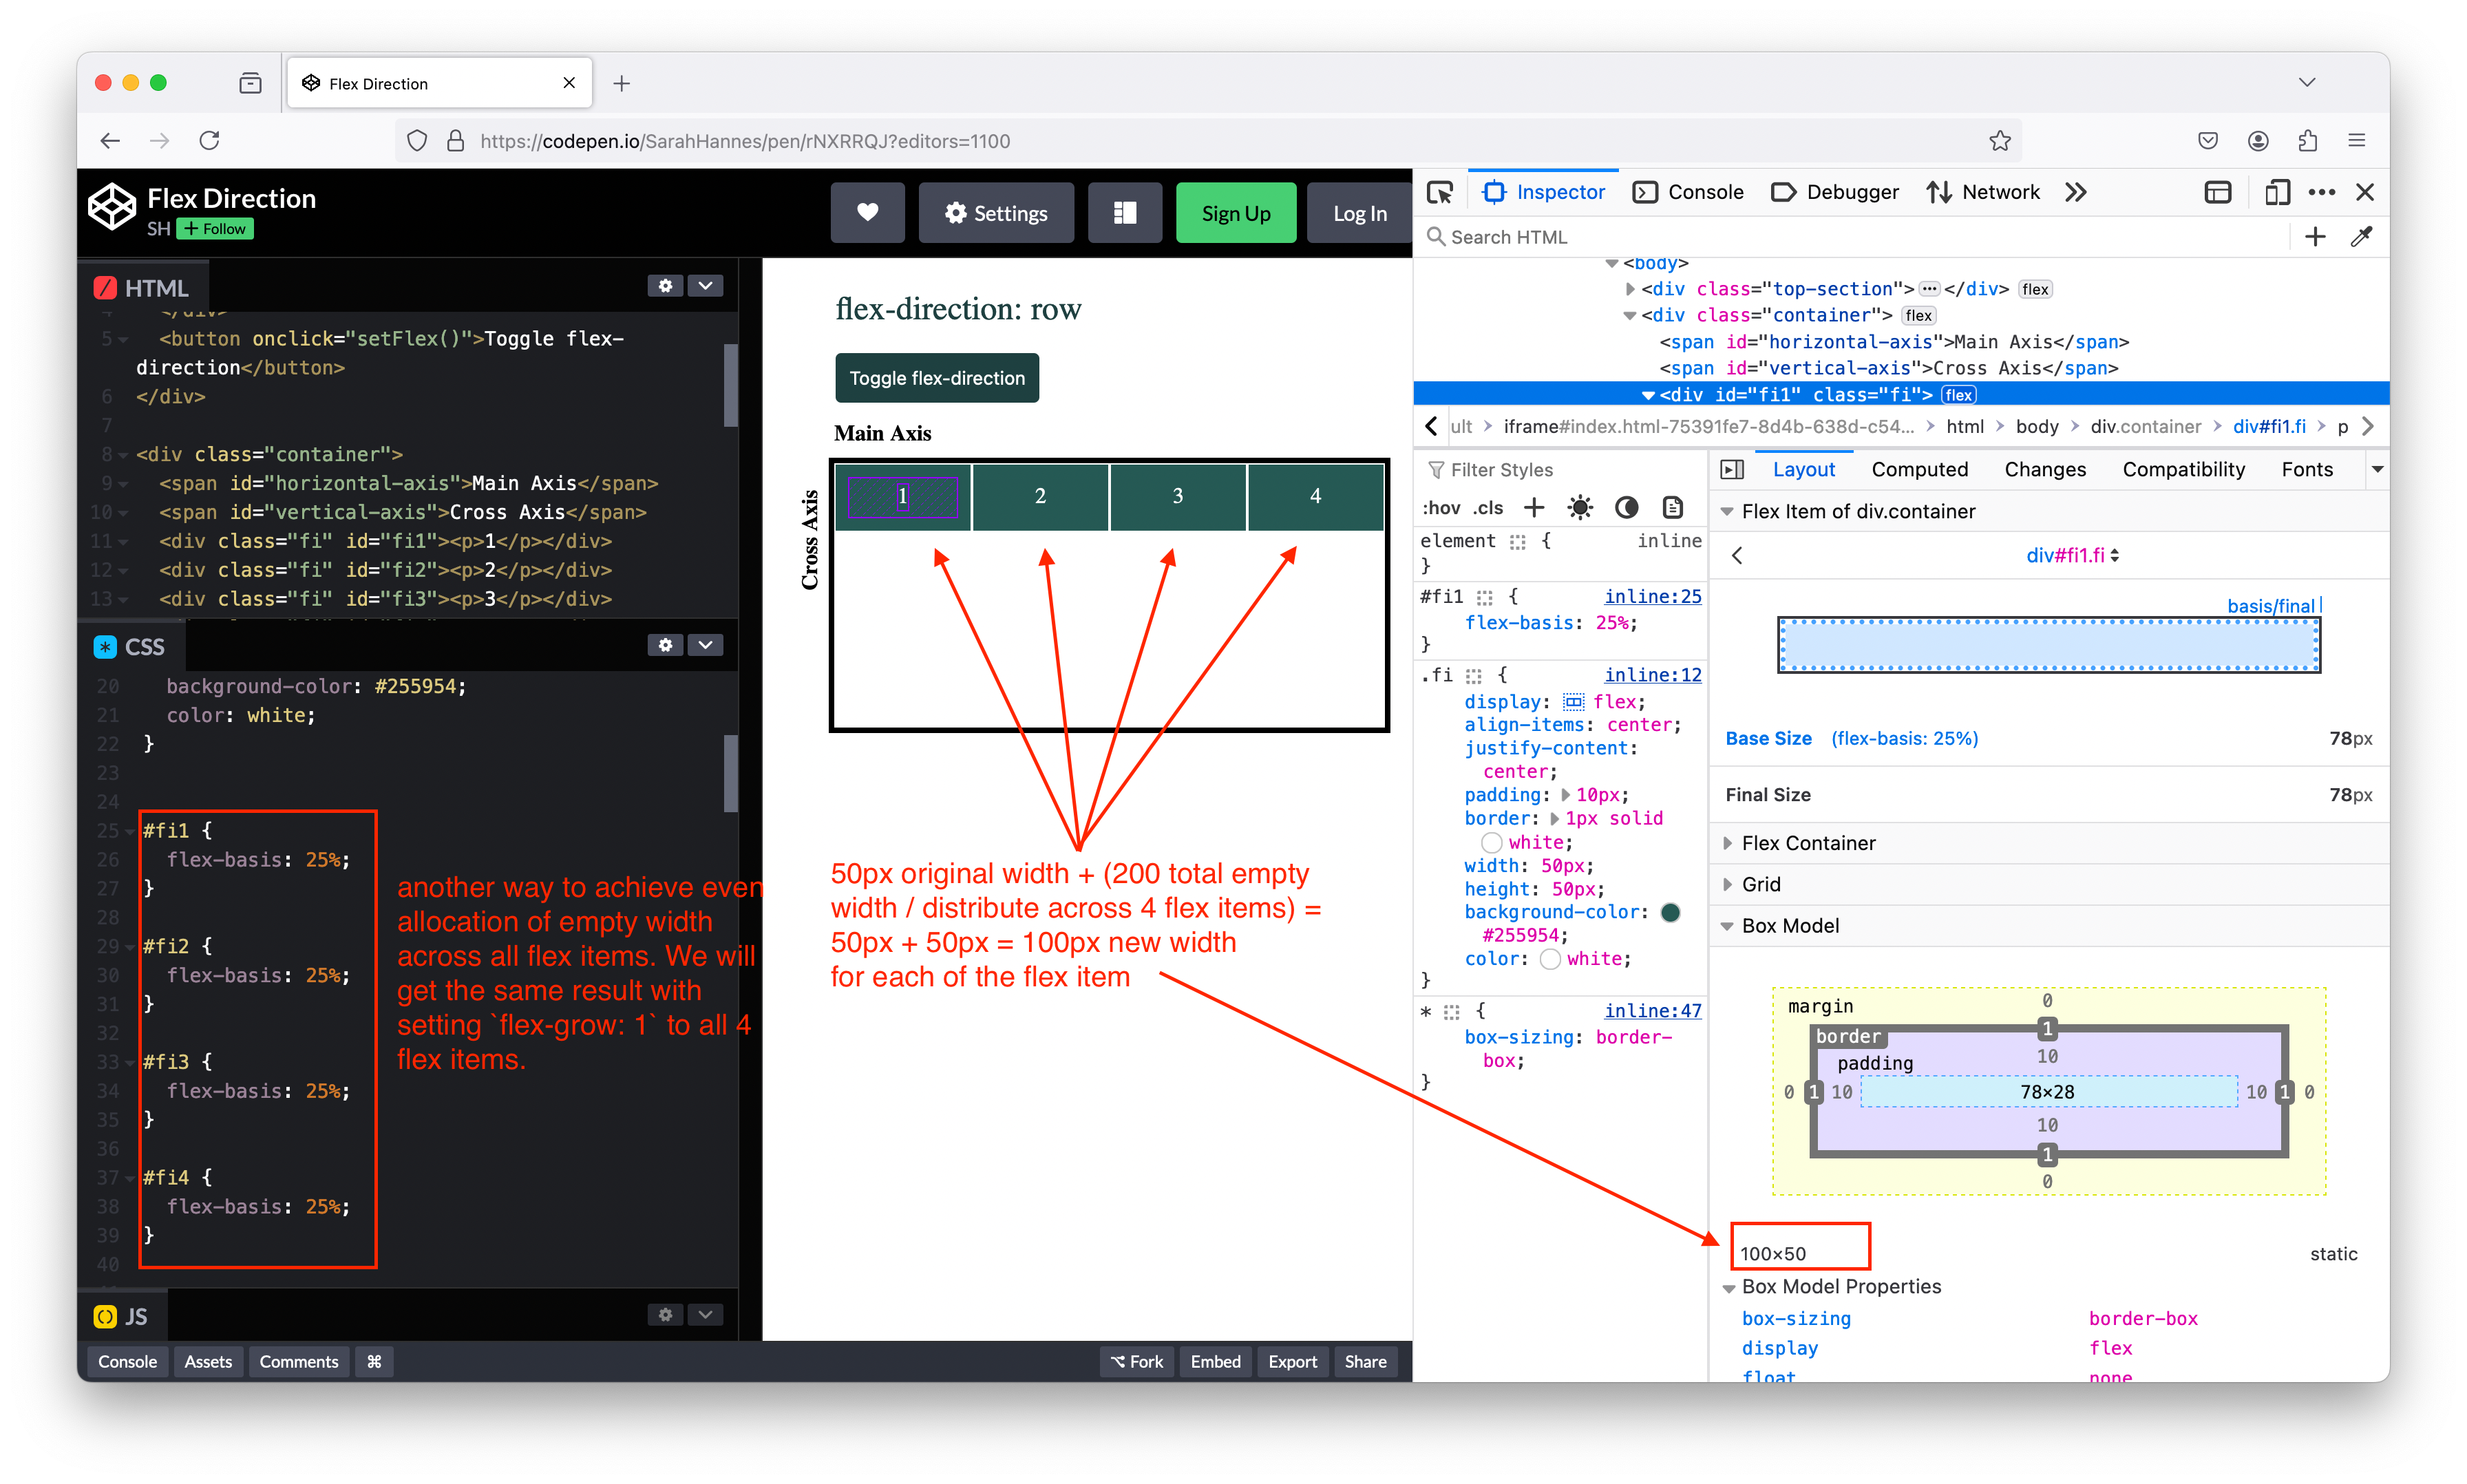 Flex Direction
https://codepen.io/SarahHannes/pen/rNXRRQJ?editors=1100
Flex Direction
SH + Follow
Settings
Sign Up
Log In
HTML
4 </div>
5 <button onclick="setFlex()">Toggle flex-
direction</button>
6 </div>
7
8 <div class="container">
9 <span id="horizontal-axis">Main Axis</span>
10 <span id="vertical-axis">Cross Axis</span>
11 <div class="fi" id="fi1"><p>1</p></div>
12 <div class="fi" id="fi2"><p>2</p></div>
13 <div class="fi" id="fi3"><p>3</p></div>
CSS
20 background-color: #255954;
21 color: white;
22 }
23
24
25 #fi1 {
26 flex-basis: 25%;
27 }
28
29 #fi2 {
30 flex-basis: 25%;
31 }
32
33 #fi3 {
34 flex-basis: 25%;
35 }
36
37 #fi4 {
38 flex-basis: 25%;
39 }
40
another way to achieve even
allocation of empty width
across all flex items. We will
get the same result with
setting `flex-grow: 1` to all 4
flex items.
JS
Console Assets Comments ⌘
Fork Embed Export Share
flex-direction: row
Toggle flex-direction
Main Axis
Cross Axis
1 2 3 4
50px original width + (200 total empty
width / distribute across 4 flex items) =
50px + 50px = 100px new width
for each of the flex item
Inspector Console Debugger Network
Search HTML
<body>
<div class="top-section"> ••• </div> flex
<div class="container"> flex
<span id="horizontal-axis">Main Axis</span>
<span id="vertical-axis">Cross Axis</span>
<div id="fi1" class="fi"> flex
ult > iframe#index.html-75391fe7-8d4b-638d-c54... > html > body > div.container > div#fi1.fi > p
Filter Styles
:hov .cls
element { inline
}
#fi1 { inline:25
flex-basis: 25%;
}
.fi { inline:12
display: flex;
align-items: center;
justify-content:
center;
padding: 10px;
border: 1px solid
white;
width: 50px;
height: 50px;
background-color:
#255954;
color: white;
}
* { inline:47
box-sizing: border-
box;
}
Layout Computed Changes Compatibility Fonts
Flex Item of div.container
div#fi1.fi
basis/final
Base Size (flex-basis: 25%) 78px
Final Size 78px
Flex Container
Grid
Box Model
margin 0
border 1
padding 10
0 1 10 78×28 10 1 0
10
1
0
100×50 static
Box Model Properties
box-sizing border-box
display flex
float none